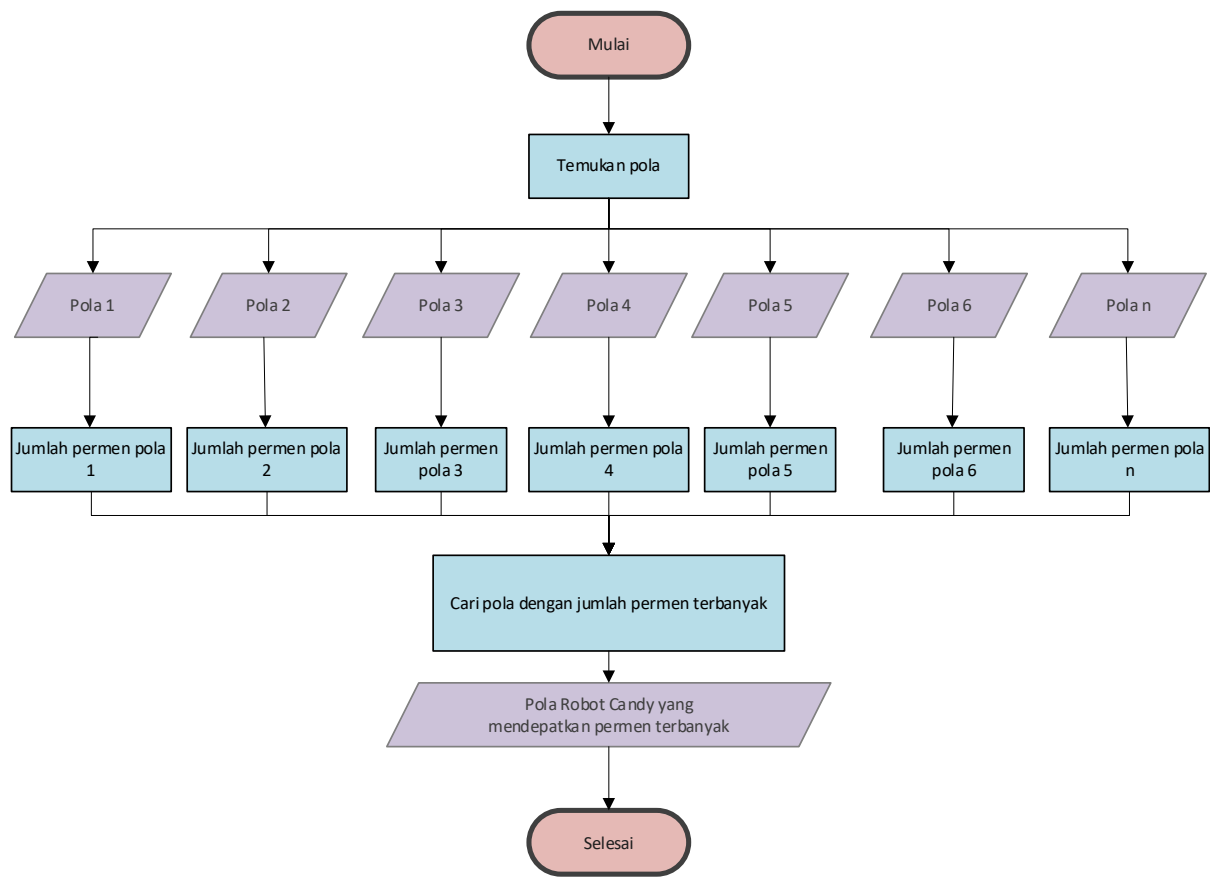 Mulai
Temukan pola
Pola 1
Pola 2
Pola 3
Pola 4
Pola 5
Pola 6
Pola n
Jumlah permen pola
1
Jumlah permen pola
2
Jumlah permen
pola 3
Jumlah permen pola
4
Jumlah permen
pola 5
Jumlah permen
pola 6
Jumlah permen pola
n
Cari pola dengan jumlah permen terbanyak
Pola Robot Candy yang
mendepatkan permen terbanyak
Selesai